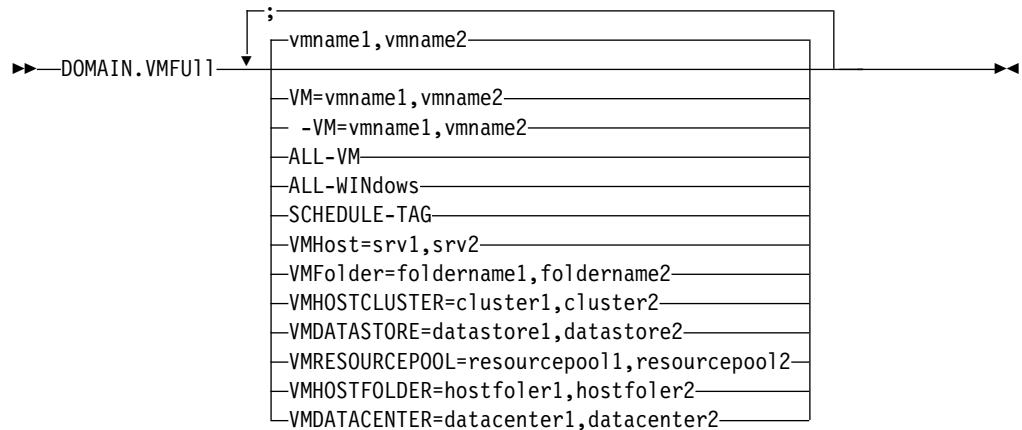 ;
vmname1,vmname2
DOMAIN.VMFUll
VM=vmname1,vmname2
-VM=vmname1,vmname2
ALL-VM
ALL-WINdows
SCHEDULE-TAG
VMHost=srv1,srv2
VMFolder=foldername1,foldername2
VMHOSTCLUSTER=cluster1,cluster2
VMDATASTORE=datastore1,datastore2
VMRESOURCEPOOL=resourcepool1,resourcepool2
VMHOSTFOLDER=hostfoler1,hostfoler2
VMDATACENTER=datacenter1,datacenter2